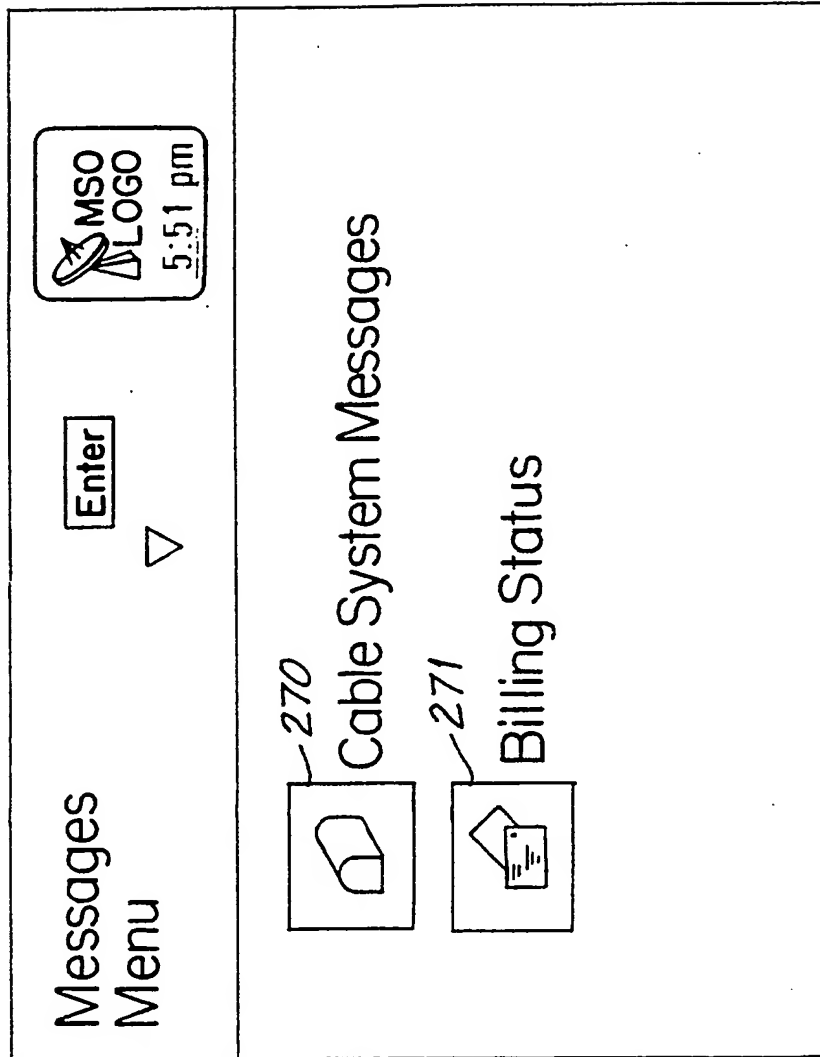 Messages
Menu
Enter
MSO
LOGO
5:51 pm
270
Cable System Messages
271
Billing Status